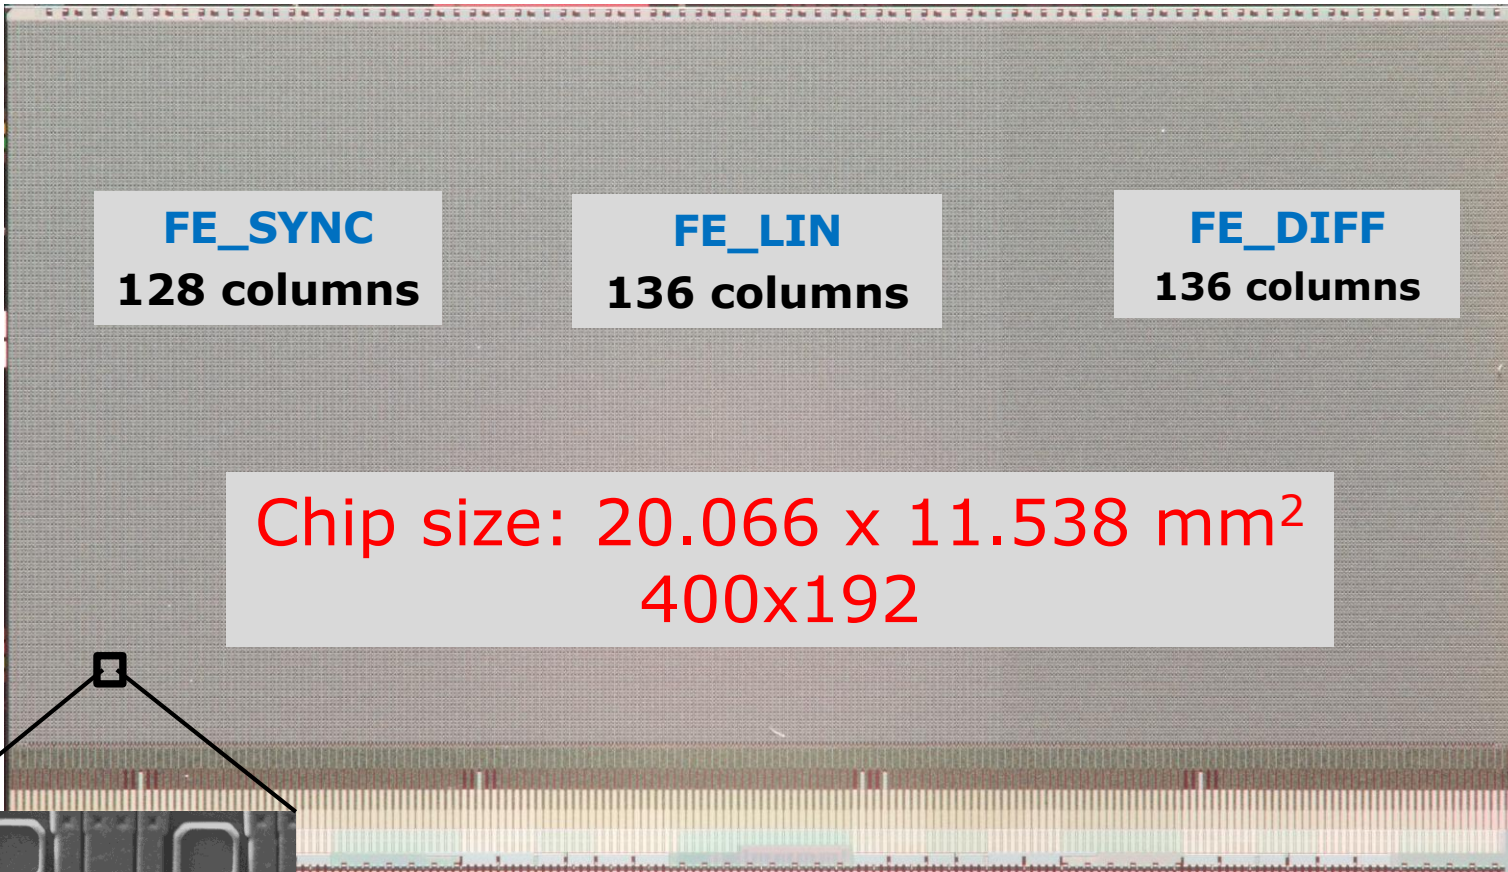 FE_SYNC
128 columns
FE_LIN
136 columns
FE_DIFF
136 columns
Chip size: 20.066 x 11.538 mm²
400x192